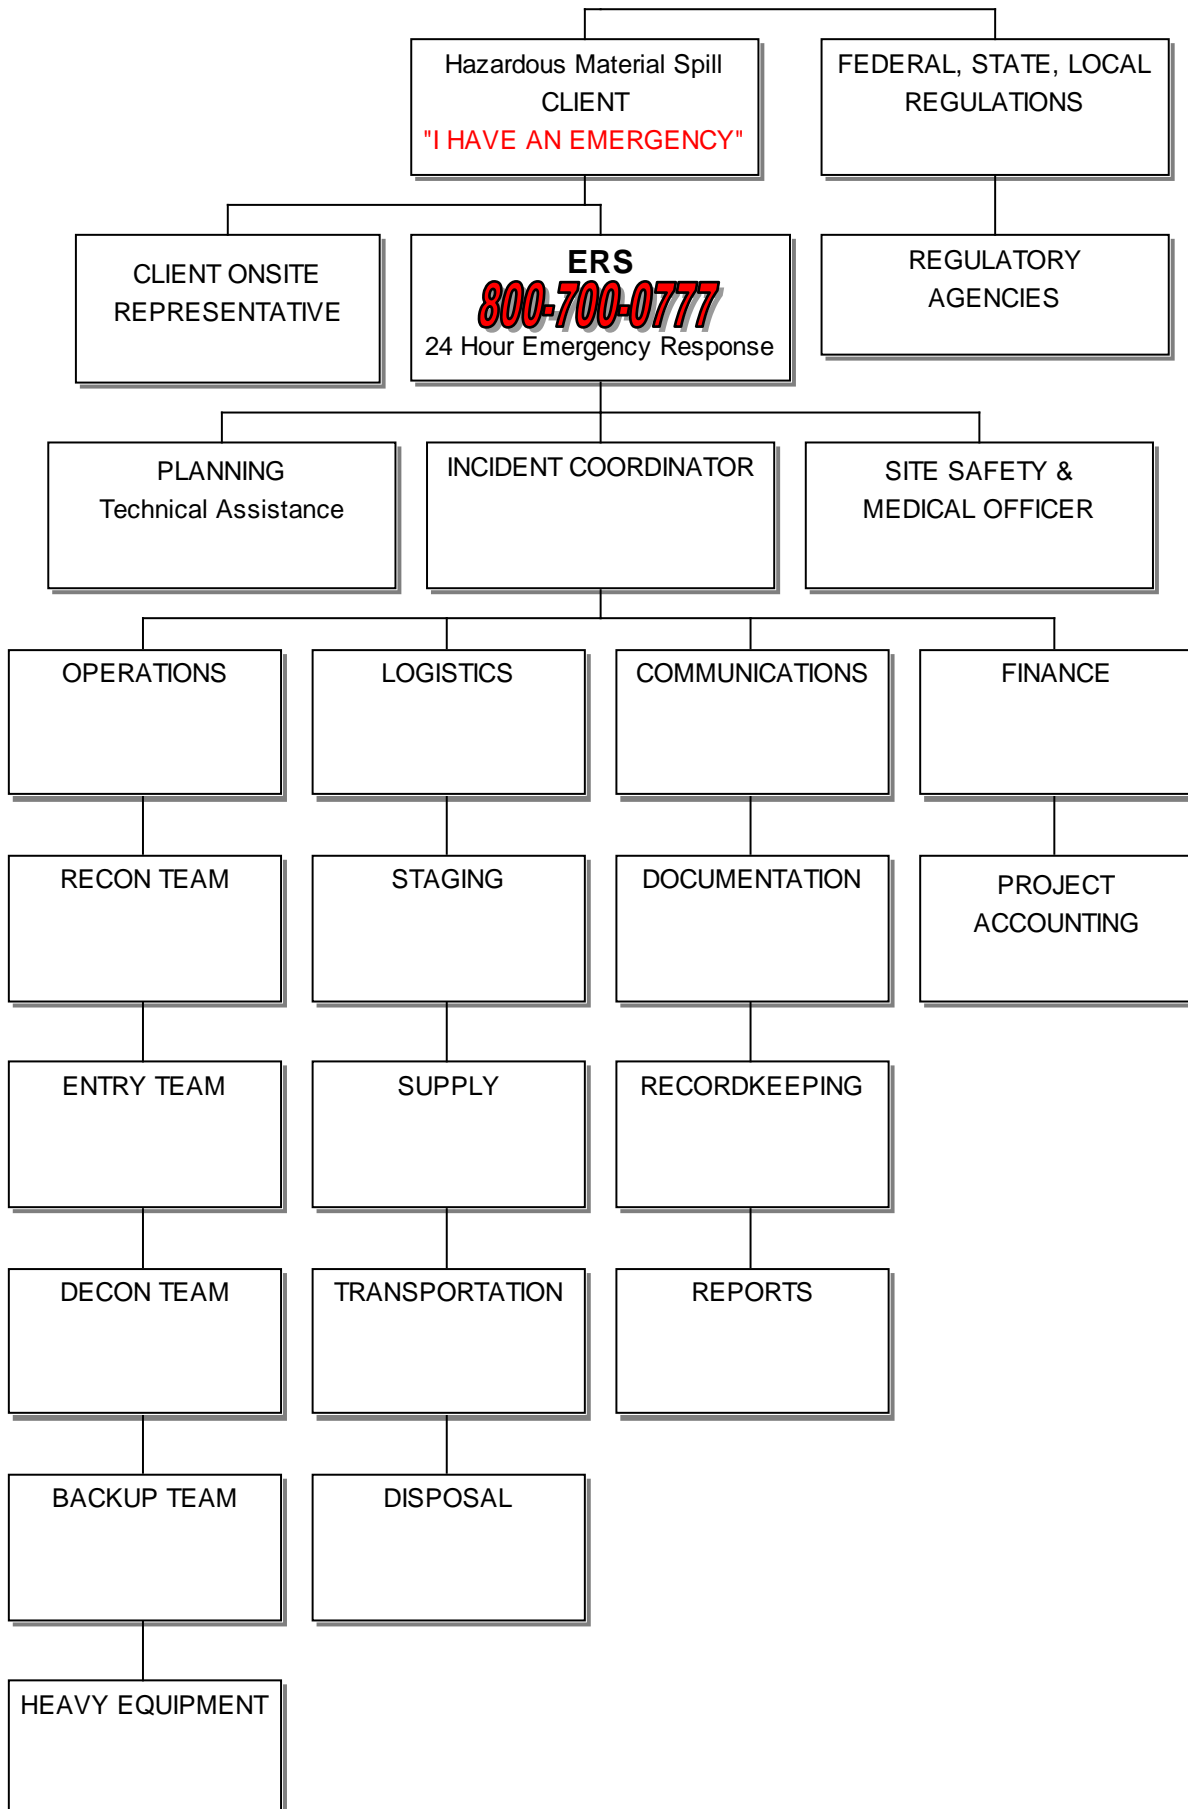 Hazardous Material Spill
CLIENT
"I HAVE AN EMERGENCY"
FEDERAL, STATE, LOCAL
REGULATIONS
CLIENT ONSITE
REPRESENTATIVE
ERS
800-700-0777
24 Hour Emergency Response
REGULATORY
AGENCIES
PLANNING
Technical Assistance
INCIDENT COORDINATOR
SITE SAFETY &
MEDICAL OFFICER
OPERATIONS
LOGISTICS
COMMUNICATIONS
FINANCE
RECON TEAM
STAGING
DOCUMENTATION
PROJECT
ACCOUNTING
ENTRY TEAM
SUPPLY
RECORDKEEPING
DECON TEAM
TRANSPORTATION
REPORTS
BACKUP TEAM
DISPOSAL
HEAVY EQUIPMENT